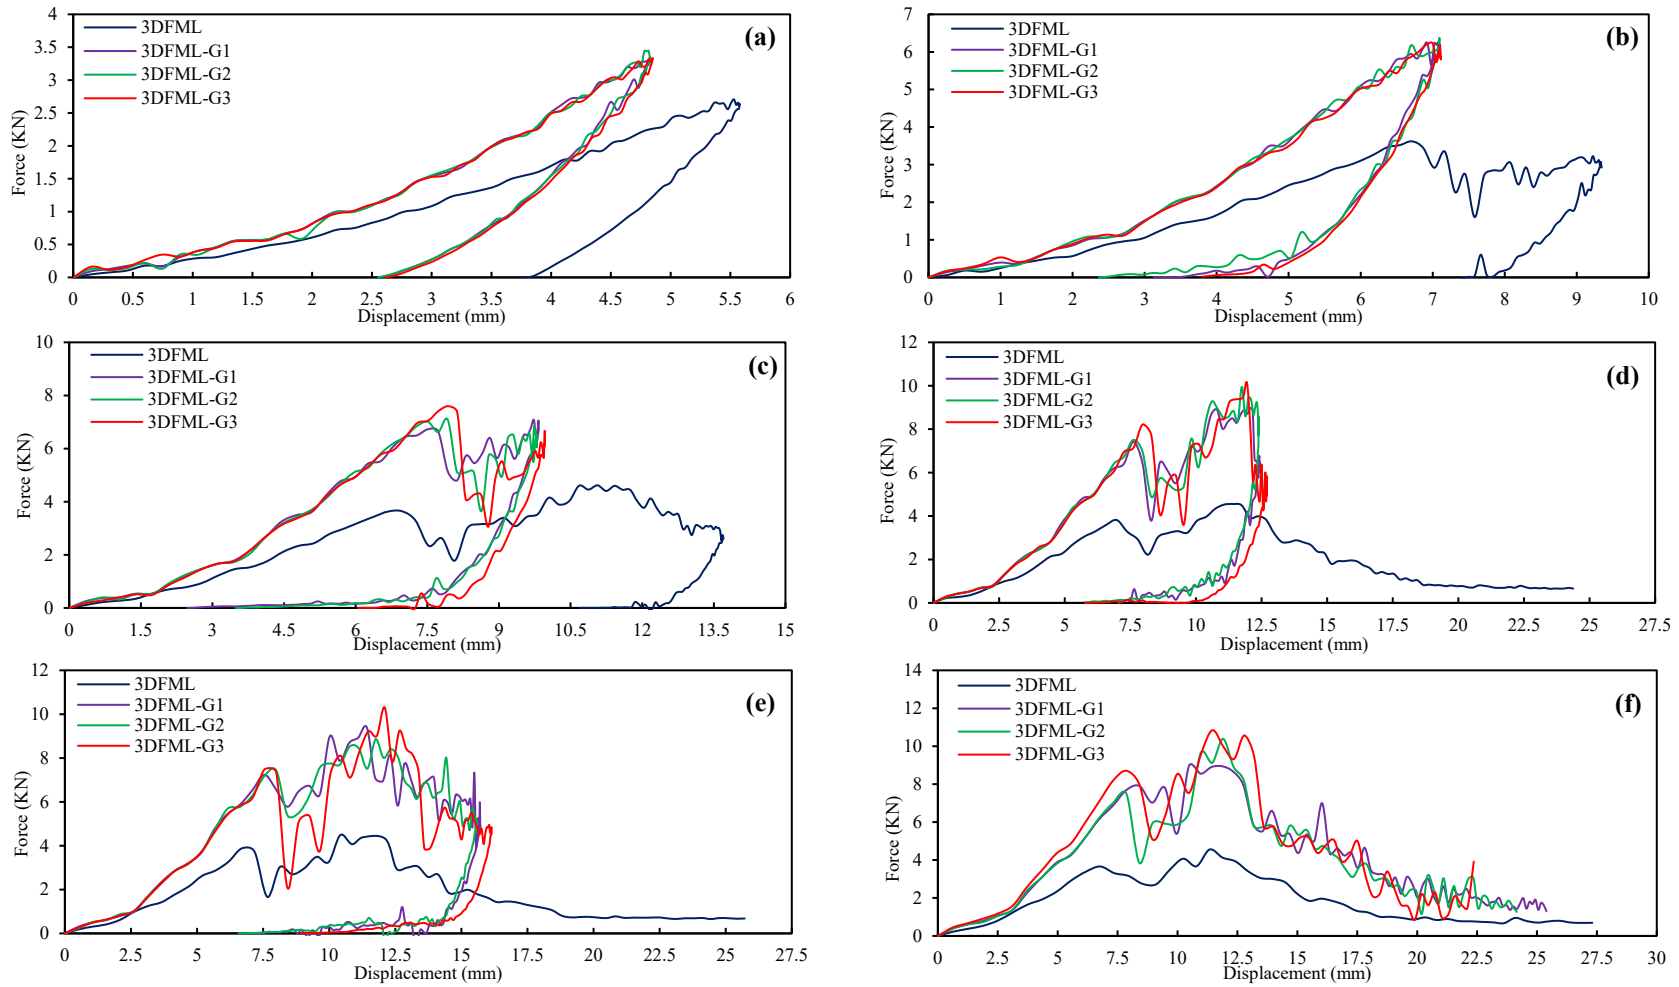 (a)
3DFML
3DFML-G1
3DFML-G2
3DFML-G3
Force (KN)
4
3.5
3
2.5
2
1.5
1
0.5
0
0 0.5 1 1.5 2 2.5 3 3.5 4 4.5 5 5.5 6
Displacement (mm)
(b)
3DFML
3DFML-G1
3DFML-G2
3DFML-G3
Force (KN)
7
6
5
4
3
2
1
0
0 1 2 3 4 5 6 7 8 9 10
Displacement (mm)
(c)
3DFML
3DFML-G1
3DFML-G2
3DFML-G3
Force (KN)
10
8
6
4
2
0
0 1.5 3 4.5 6 7.5 9 10.5 12 13.5 15
Displacement (mm)
(d)
3DFML
3DFML-G1
3DFML-G2
3DFML-G3
Force (KN)
12
10
8
6
4
2
0
0 2.5 5 7.5 10 12.5 15 17.5 20 22.5 25 27.5
Displacement (mm)
(e)
3DFML
3DFML-G1
3DFML-G2
3DFML-G3
Force (KN)
12
10
8
6
4
2
0
0 2.5 5 7.5 10 12.5 15 17.5 20 22.5 25 27.5
Displacement (mm)
(f)
3DFML
3DFML-G1
3DFML-G2
3DFML-G3
Force (KN)
14
12
10
8
6
4
2
0
0 2.5 5 7.5 10 12.5 15 17.5 20 22.5 25 27.5 30
Displacement (mm)